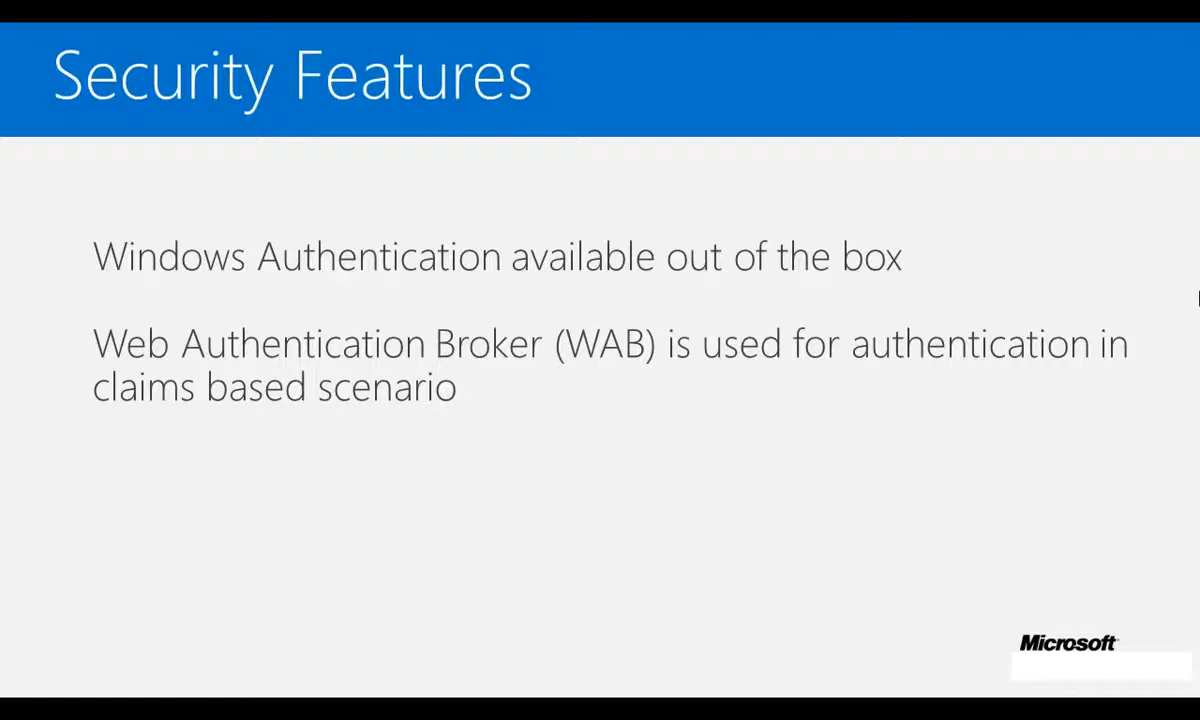 Security Features
Windows Authentication available out of the box
Web Authentication Broker (WAB) is used for authentication in
claims based scenario
Microsoft